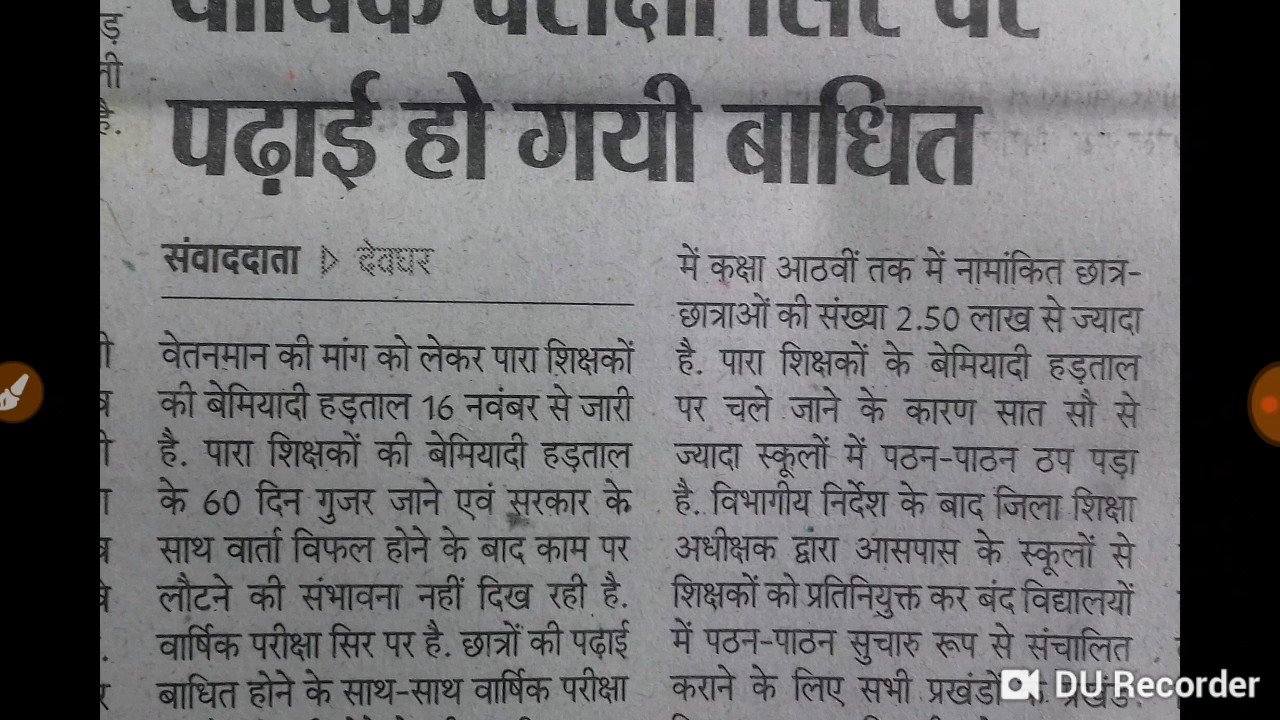 वार्षिक परीक्षा सिर पर
पढ़ाई हो गयी बाधित
संवाददाता ▷ देवघर
वेतनमान की मांग को लेकर पारा शिक्षकों
की बेमियादी हड़ताल 16 नवंबर से जारी
है. पारा शिक्षकों की बेमियादी हड़ताल
के 60 दिन गुजर जाने एवं सरकार के
साथ वार्ता विफल होने के बाद काम पर
लौटने की संभावना नहीं दिख रही है.
वार्षिक परीक्षा सिर पर है. छात्रों की पढ़ाई
बाधित होने के साथ-साथ वार्षिक परीक्षा
में कक्षा आठवीं तक में नामांकित छात्र-
छात्राओं की संख्या 2.50 लाख से ज्यादा
है. पारा शिक्षकों के बेमियादी हड़ताल
पर चले जाने के कारण सात सौ से
ज्यादा स्कूलों में पठन-पाठन ठप पड़ा
है. विभागीय निर्देश के बाद जिला शिक्षा
अधीक्षक द्वारा आसपास के स्कूलों से
शिक्षकों को प्रतिनियुक्त कर बंद विद्यालयों
में पठन-पाठन सुचारु रूप से संचालित
कराने के लिए सभी प्रखंडों
DU Recorder